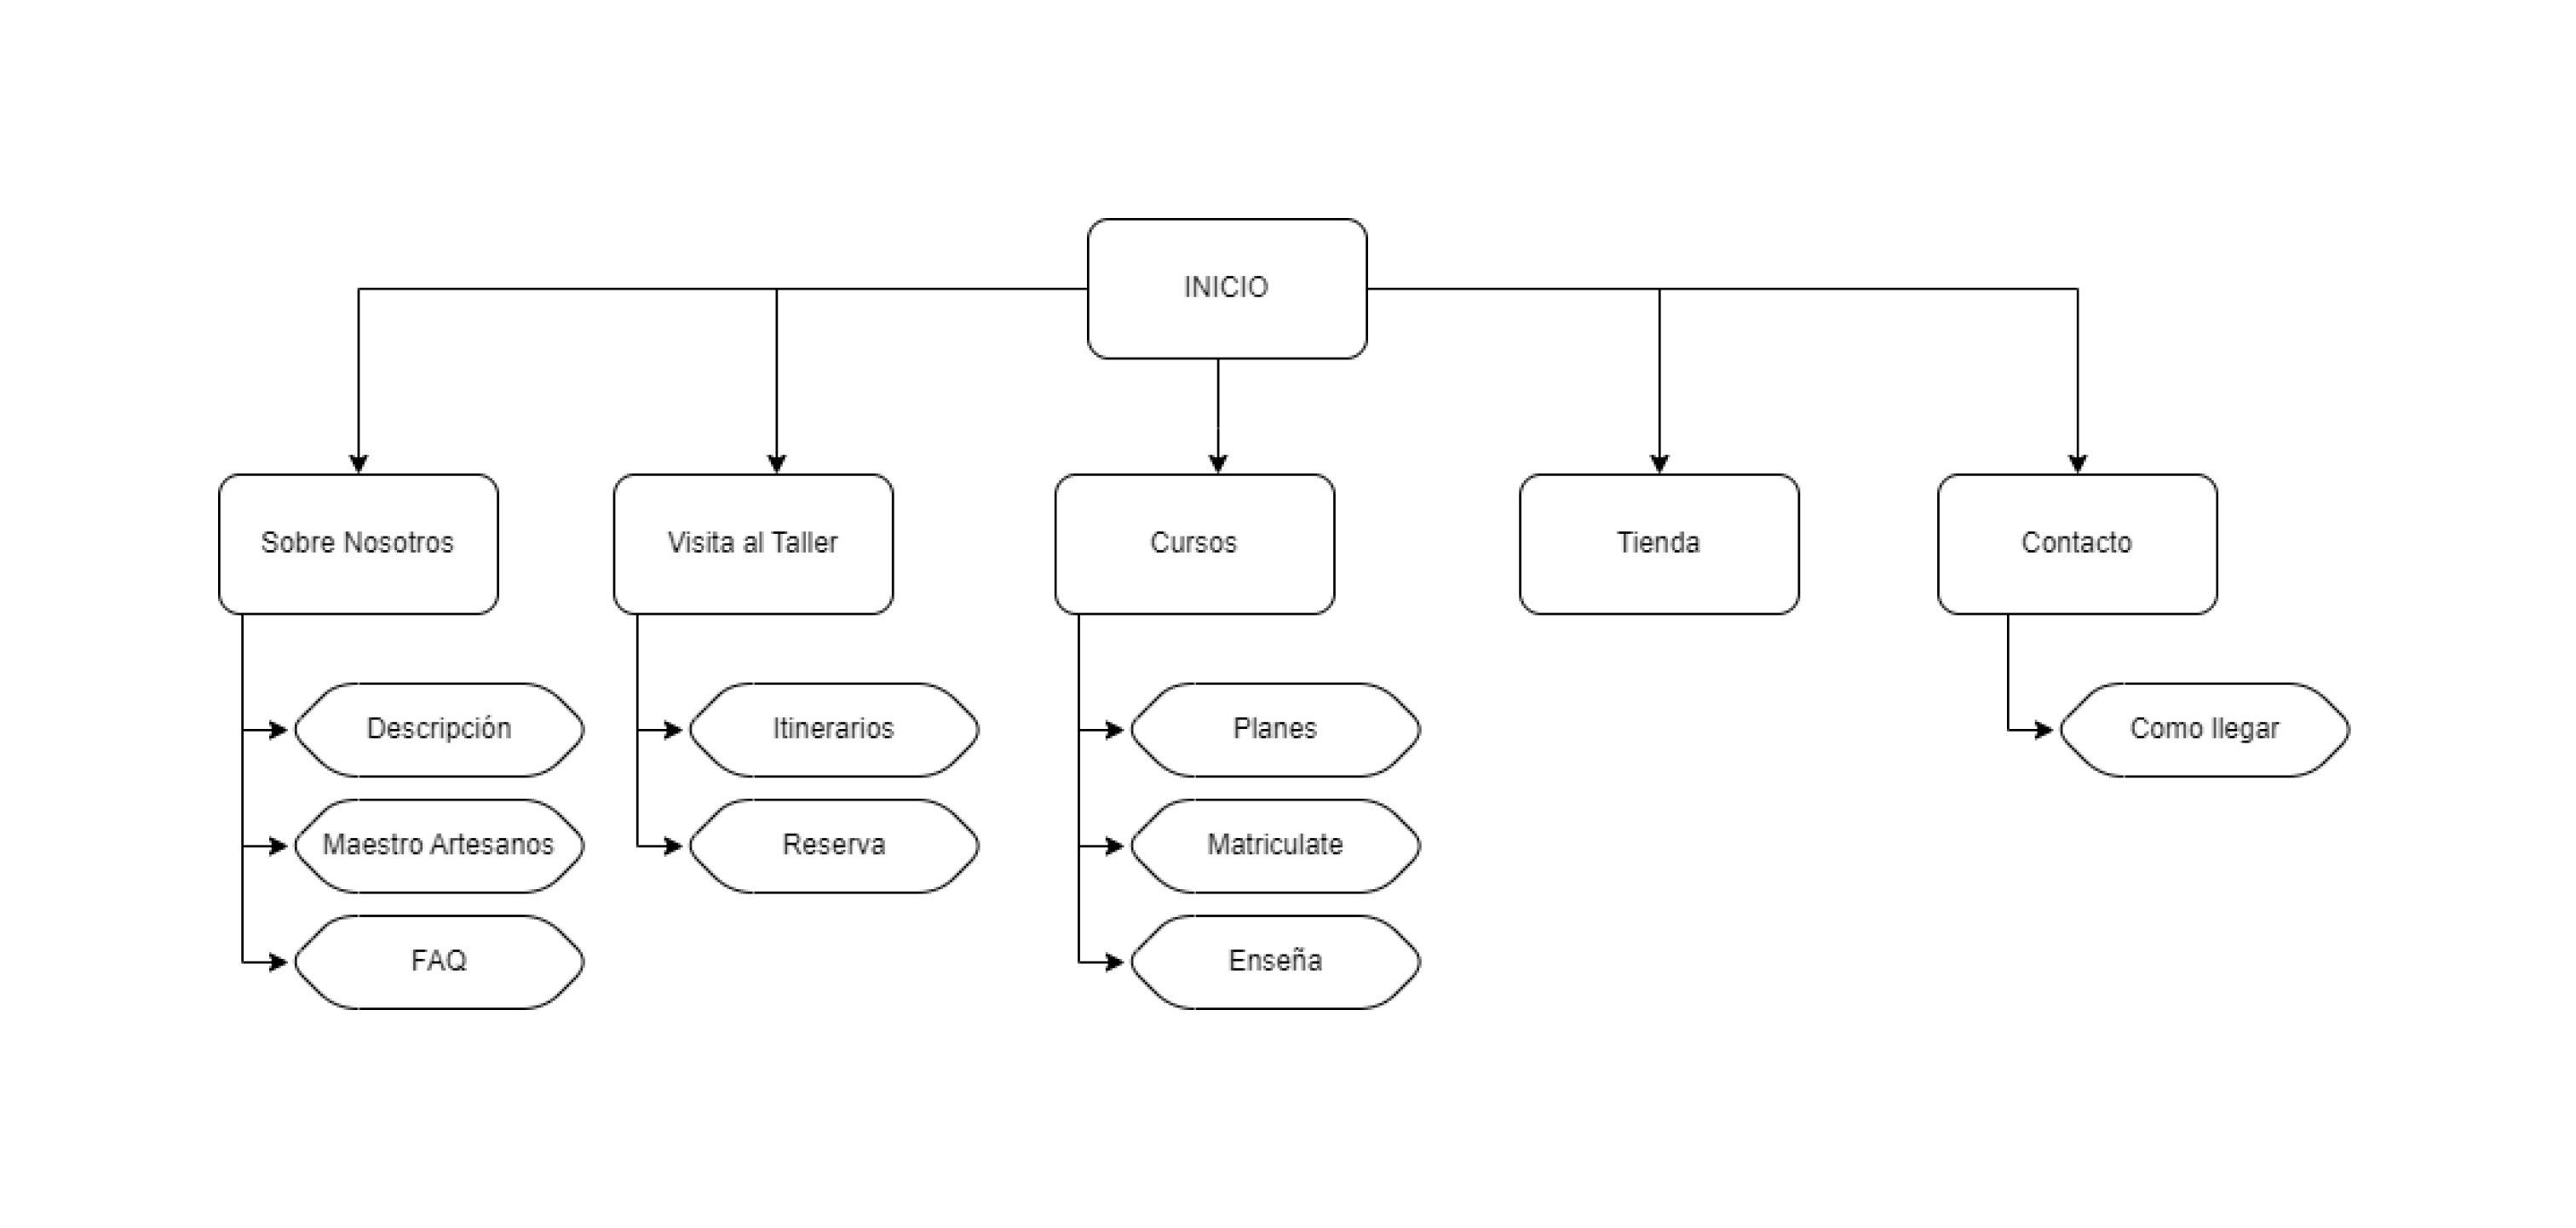 INICIO
Sobre Nosotros
Visita al Taller
Cursos
Tienda
Contacto
Descripción
Itinerarios
Planes
Como llegar
Maestro Artesanos
Reserva
Matriculate
FAQ
Enseña